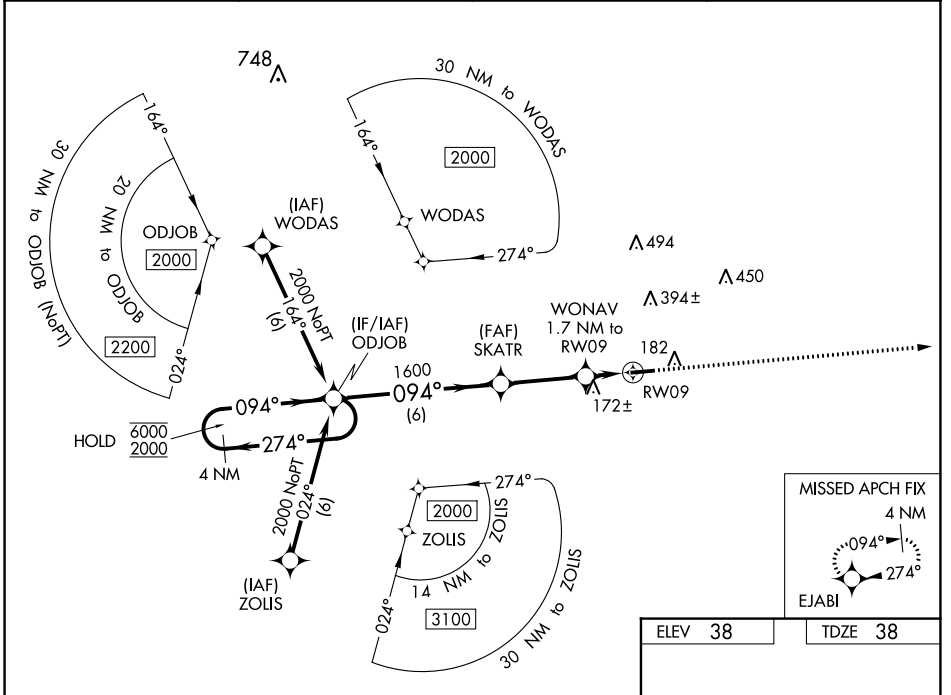 748
30 NM to WODAS
164°
2000
WODAS
274°
164°
30 NM to ODJOB (NoPT)
20 NM to ODJOB
ODJOB
2000
2200
024°
(IAF)
WODAS
2000 NoPT
164°
(6)
494
450
394±
(IF/IAF)
ODJOB
(FAF)
SKATR
WONAV
1.7 NM to
RW09
182
RW09
172±
1600
094°
(6)
094°
274°
HOLD
6000
2000
4 NM
2000 NoPT
024°
(6)
(IAF)
ZOLIS
274°
2000
ZOLIS
14 NM to ZOLIS
024°
3100
30 NM to ZOLIS
MISSED APCH FIX
4 NM
094°
274°
EJABI
ELEV 38
TDZE 38